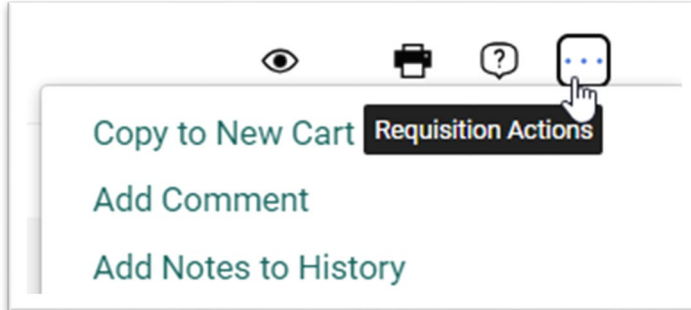 Copy to New Cart
Requisition Actions
Add Comment
Add Notes to History